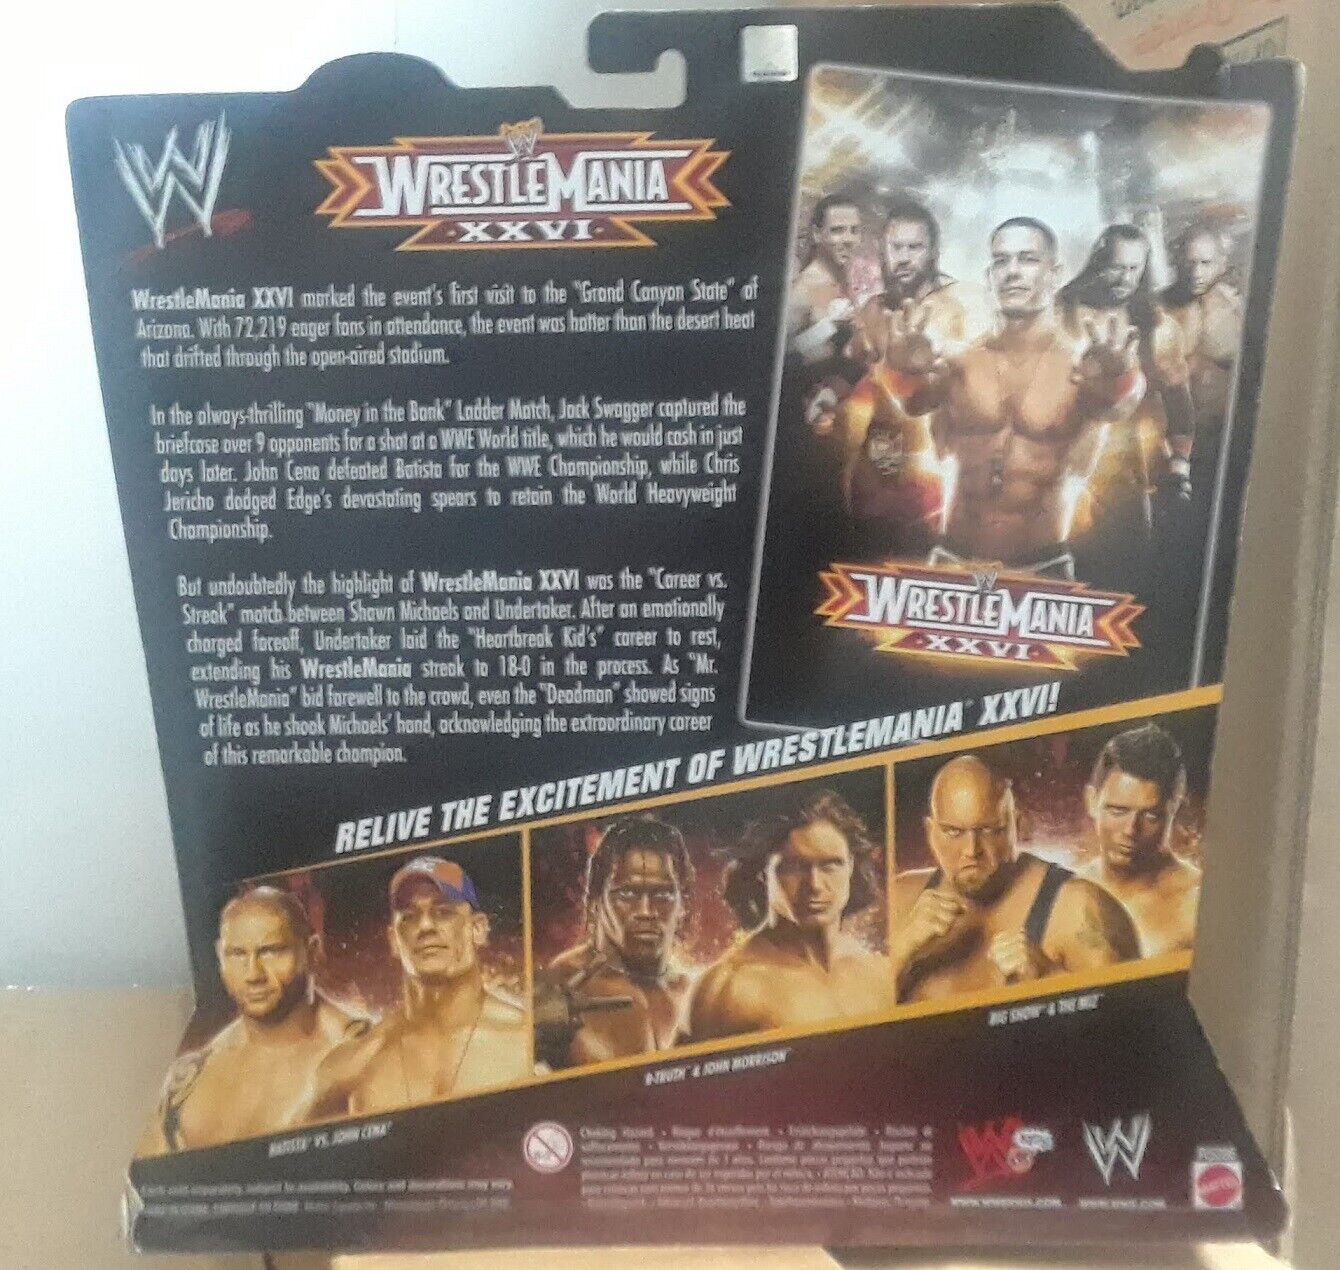 WRESTLEMANIA
XXVI
WrestleMania XXVI marked the event's first visit to the "Grand Canyon State" of
Arizona. With 72,219 eager fans in attendance, the event was hotter than the desert heat
that drifted through the open-aired stadium.
In the always-thrilling "Money in the Bank" Ladder Match, Jack Swagger captured the
briefcase over 9 opponents for a shot at a WWE World title, which he would cash in just
days later. John Cena defeated Batista for the WWE Championship, while Chris
Jericho dodged Edge's devastating spears to retain the World Heavyweight
Championship.
But undoubtedly the highlight of WrestleMania XXVI was the "Career vs.
Streak" match between Shawn Michaels and Undertaker. After an emotionally
charged faceoff, Undertaker laid the "Heartbreak Kid's" career to rest,
extending his WrestleMania streak to 18-0 in the process. As "Mr.
WrestleMania" bid farewell to the crowd, even the "Deadman" showed signs
of life as he shook Michaels' hand, acknowledging the extraordinary career
of this remarkable champion.
WRESTLEMANIA
XXVI
RELIVE THE EXCITEMENT OF WRESTLEMANIA XXVI!
BATISTA VS. JOHN CENA
R-TRUTH & JOHN MORRISON
BIG SHOW & THE MIZ
Choking Hazard.
MATTEL